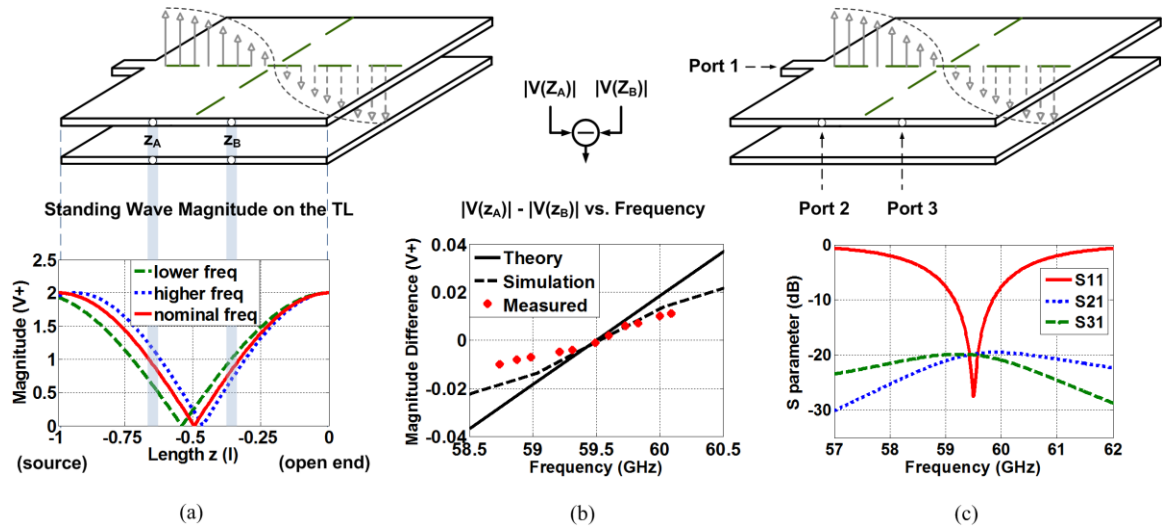 z_A z_B
Standing Wave Magnitude on the TL
Magnitude (V+)
2.5
2
1.5
1
0.5
0
lower freq
higher freq
nominal freq
-1 -0.75 -0.5 -0.25 0
(source) Length z (l) (open end)
(a)
|V(Z_A)| |V(Z_B)|
|V(z_A)| - |V(z_B)| vs. Frequency
Magnitude Difference (V+)
0.04
0.02
0
-0.02
-0.04
Theory
Simulation
Measured
58.5 59 59.5 60 60.5
Frequency (GHz)
(b)
Port 1
Port 2 Port 3
S parameter (dB)
0
-10
-20
-30
S11
S21
S31
57 58 59 60 61 62
Frequency (GHz)
(c)